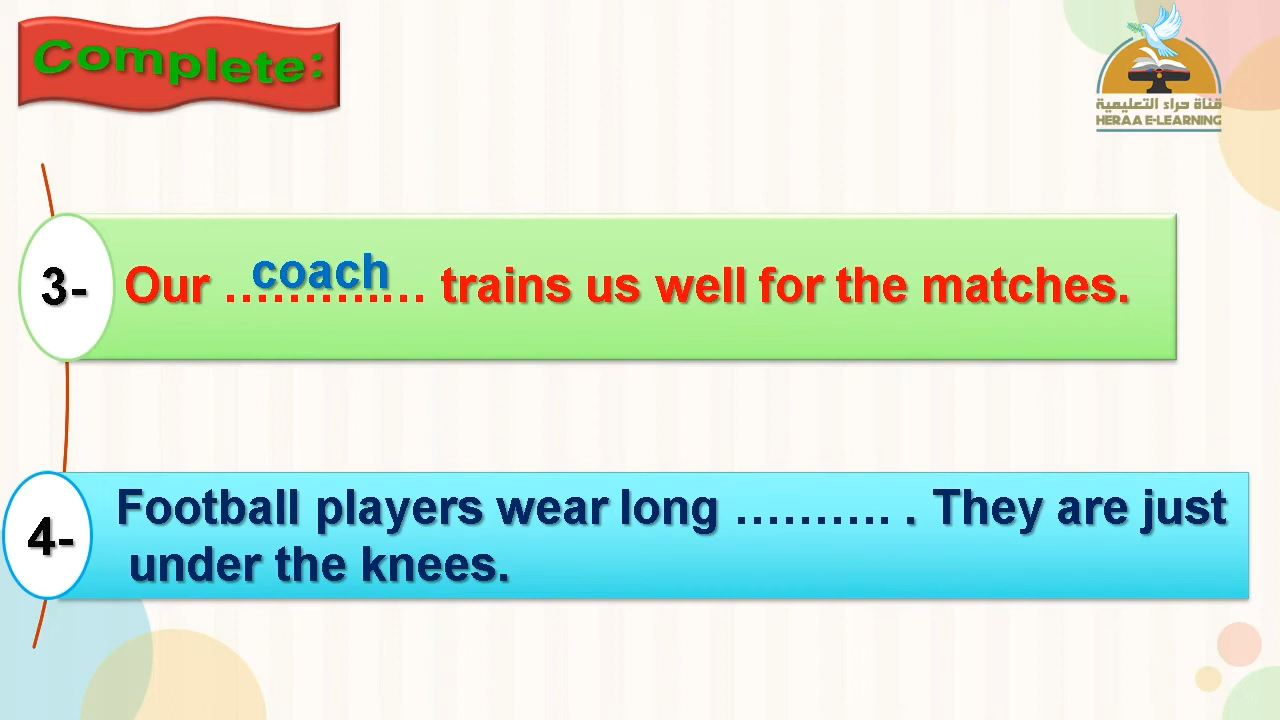 Complete:
قناة حراء التعليمية
HERAA E-LEARNING
3- Our ............... trains us well for the matches.
coach
4- Football players wear long .......... . They are just
under the knees.